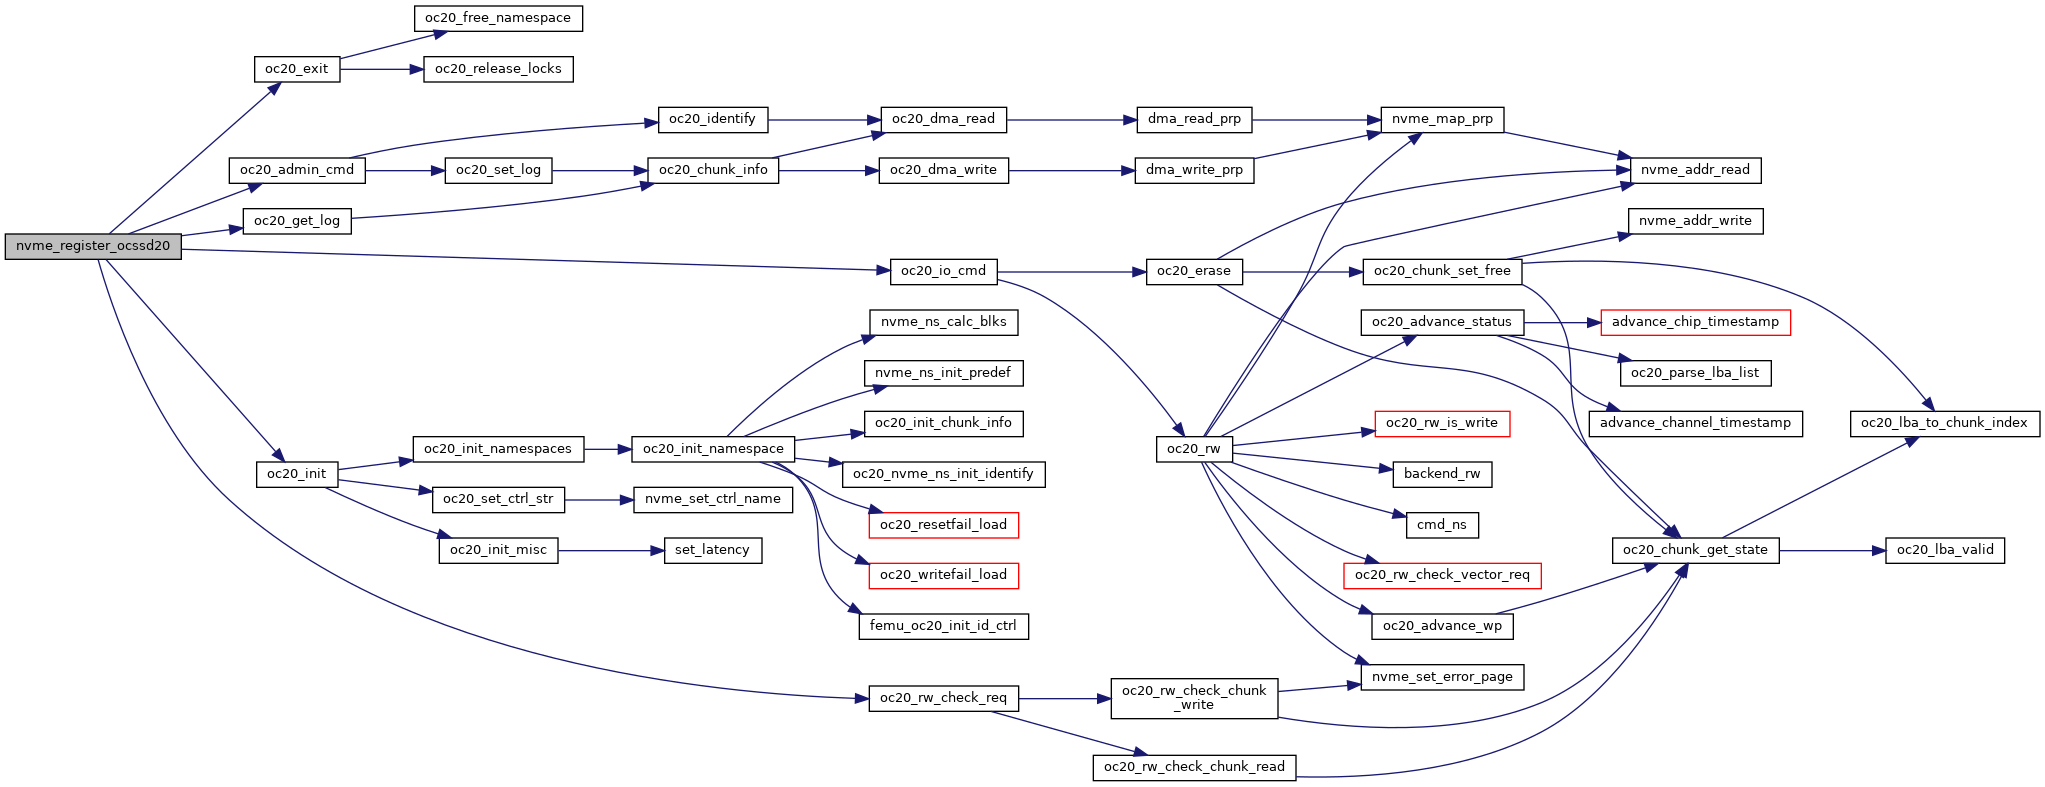 oc20_free_namespace
oc20_exit
oc20_release_locks
oc20_identify
oc20_dma_read
dma_read_prp
nvme_map_prp
oc20_admin_cmd
oc20_set_log
oc20_chunk_info
oc20_dma_write
dma_write_prp
nvme_addr_read
oc20_get_log
nvme_addr_write
nvme_register_ocssd20
oc20_io_cmd
oc20_erase
oc20_chunk_set_free
nvme_ns_calc_blks
oc20_advance_status
advance_chip_timestamp
nvme_ns_init_predef
oc20_parse_lba_list
oc20_init_chunk_info
oc20_rw_is_write
advance_channel_timestamp
oc20_lba_to_chunk_index
oc20_init_namespaces
oc20_init_namespace
oc20_rw
oc20_init
oc20_nvme_ns_init_identify
backend_rw
oc20_set_ctrl_str
nvme_set_ctrl_name
oc20_resetfail_load
cmd_ns
oc20_init_misc
set_latency
oc20_chunk_get_state
oc20_lba_valid
oc20_writefail_load
oc20_rw_check_vector_req
femu_oc20_init_id_ctrl
oc20_advance_wp
nvme_set_error_page
oc20_rw_check_req
oc20_rw_check_chunk
_write
oc20_rw_check_chunk_read